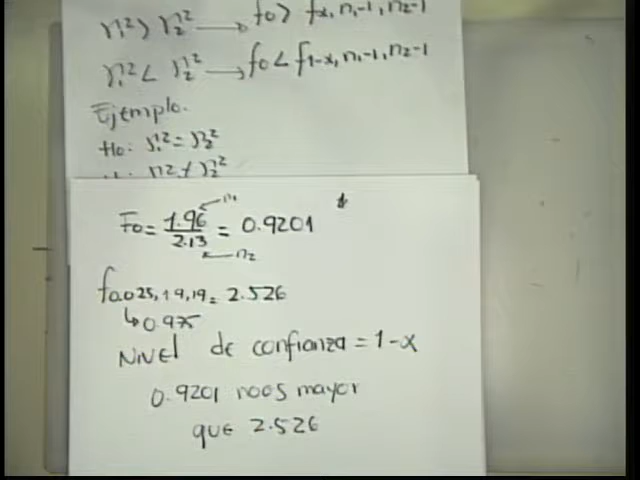 σ₁² > σ₂² → fo > fα, n₁-1, n₂-1
σ₁² < σ₂² → fo < f1-α, n₁-1, n₂-1
Ejemplo.
Ho: σ₁² = σ₂²
σ₁² ≠ σ₂²
n₁
Fo = 1.96 / 2.13 = 0.9201
n₂
f0.025, 19, 19 = 2.526
↳ 0.975
Nivel de confianza = 1-α
0.9201 no es mayor
que 2.526